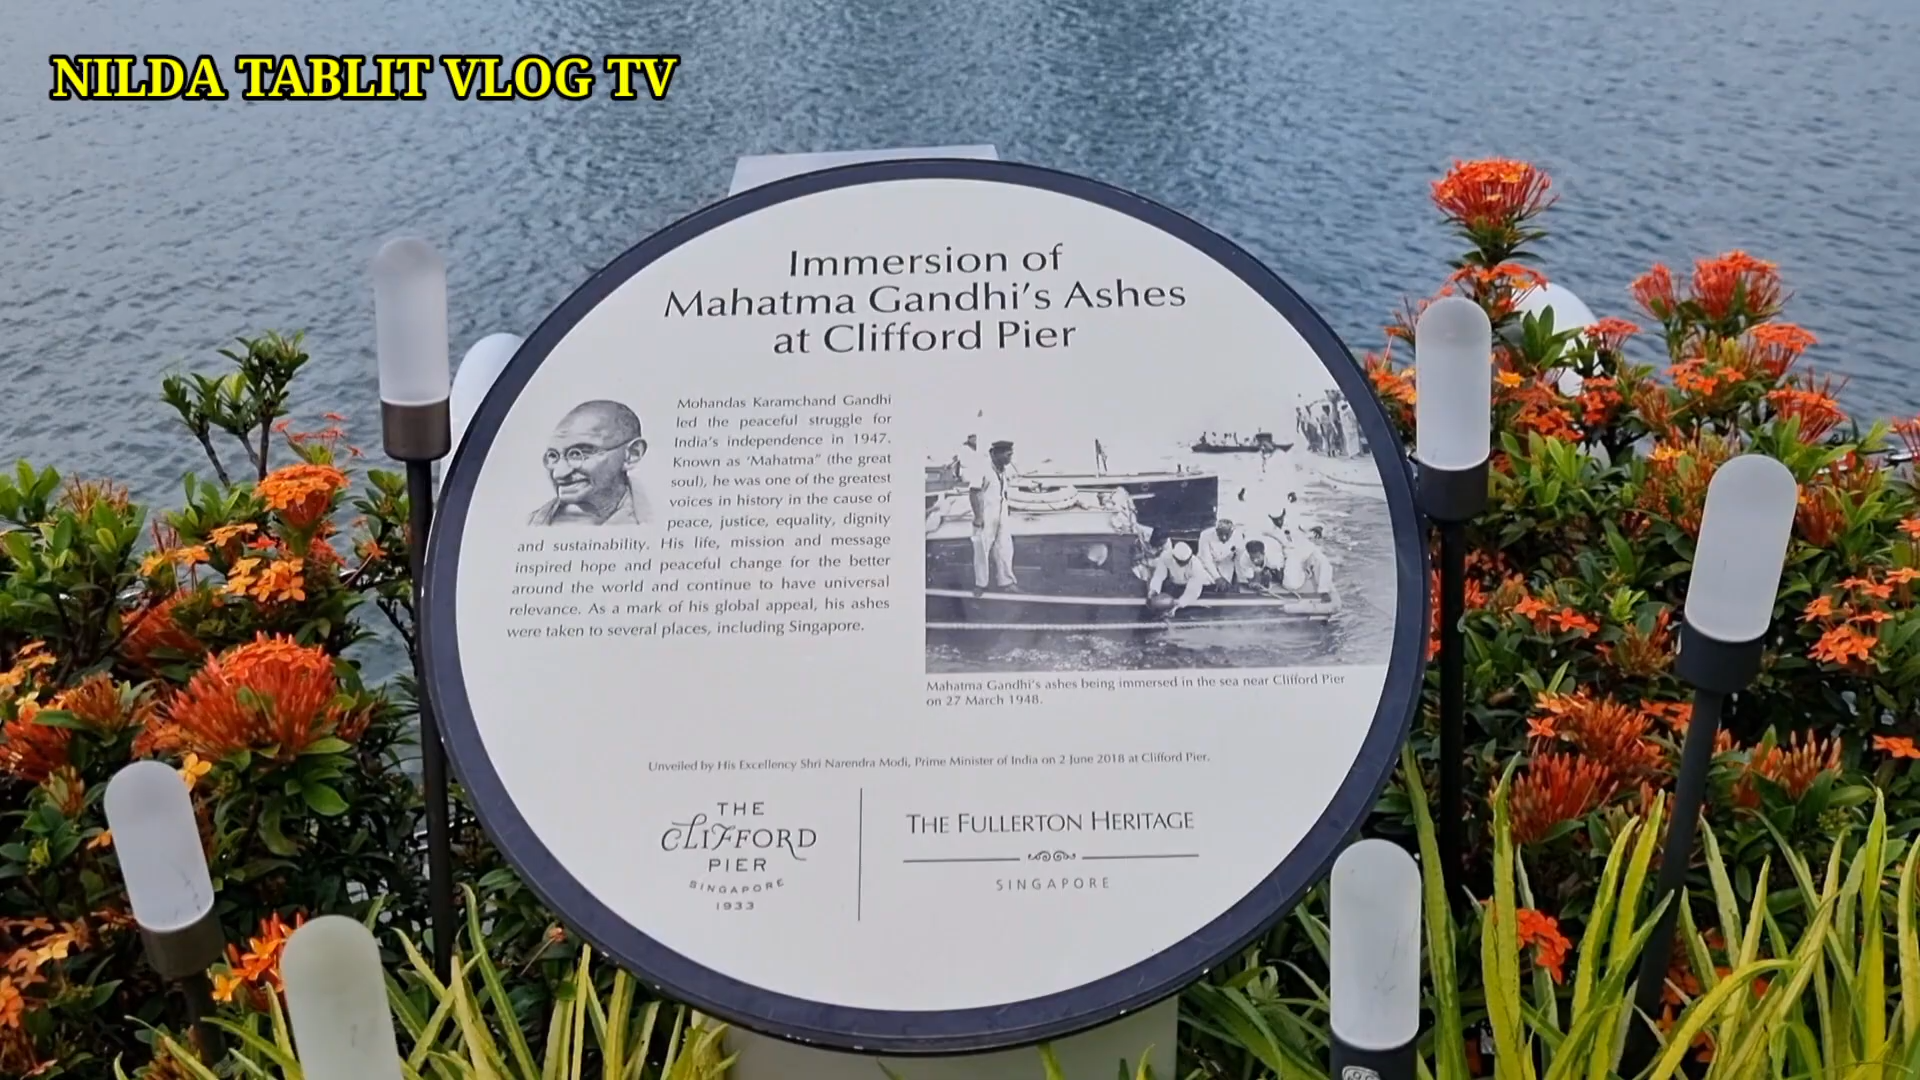 NILDA TABLIT VLOG TV
Immersion of
Mahatma Gandhi's Ashes
at Clifford Pier
Mohandas Karamchand Gandhi
led the peaceful struggle for
India's independence in 1947.
Known as 'Mahatma" (the great
soul), he was one of the greatest
voices in history in the cause of
peace, justice, equality, dignity
and sustainability. His life, mission and message
inspired hope and peaceful change for the better
around the world and continue to have universal
relevance. As a mark of his global appeal, his ashes
were taken to several places, including Singapore.
Mahatma Gandhi's ashes being immersed in the sea near Clifford Pier
on 27 March 1948.
Unveiled by His Excellency Shri Narendra Modi, Prime Minister of India on 2 June 2018 at Clifford Pier.
THE
CLIFFORD
PIER
SINGAPORE
1933
THE FULLERTON HERITAGE
SINGAPORE